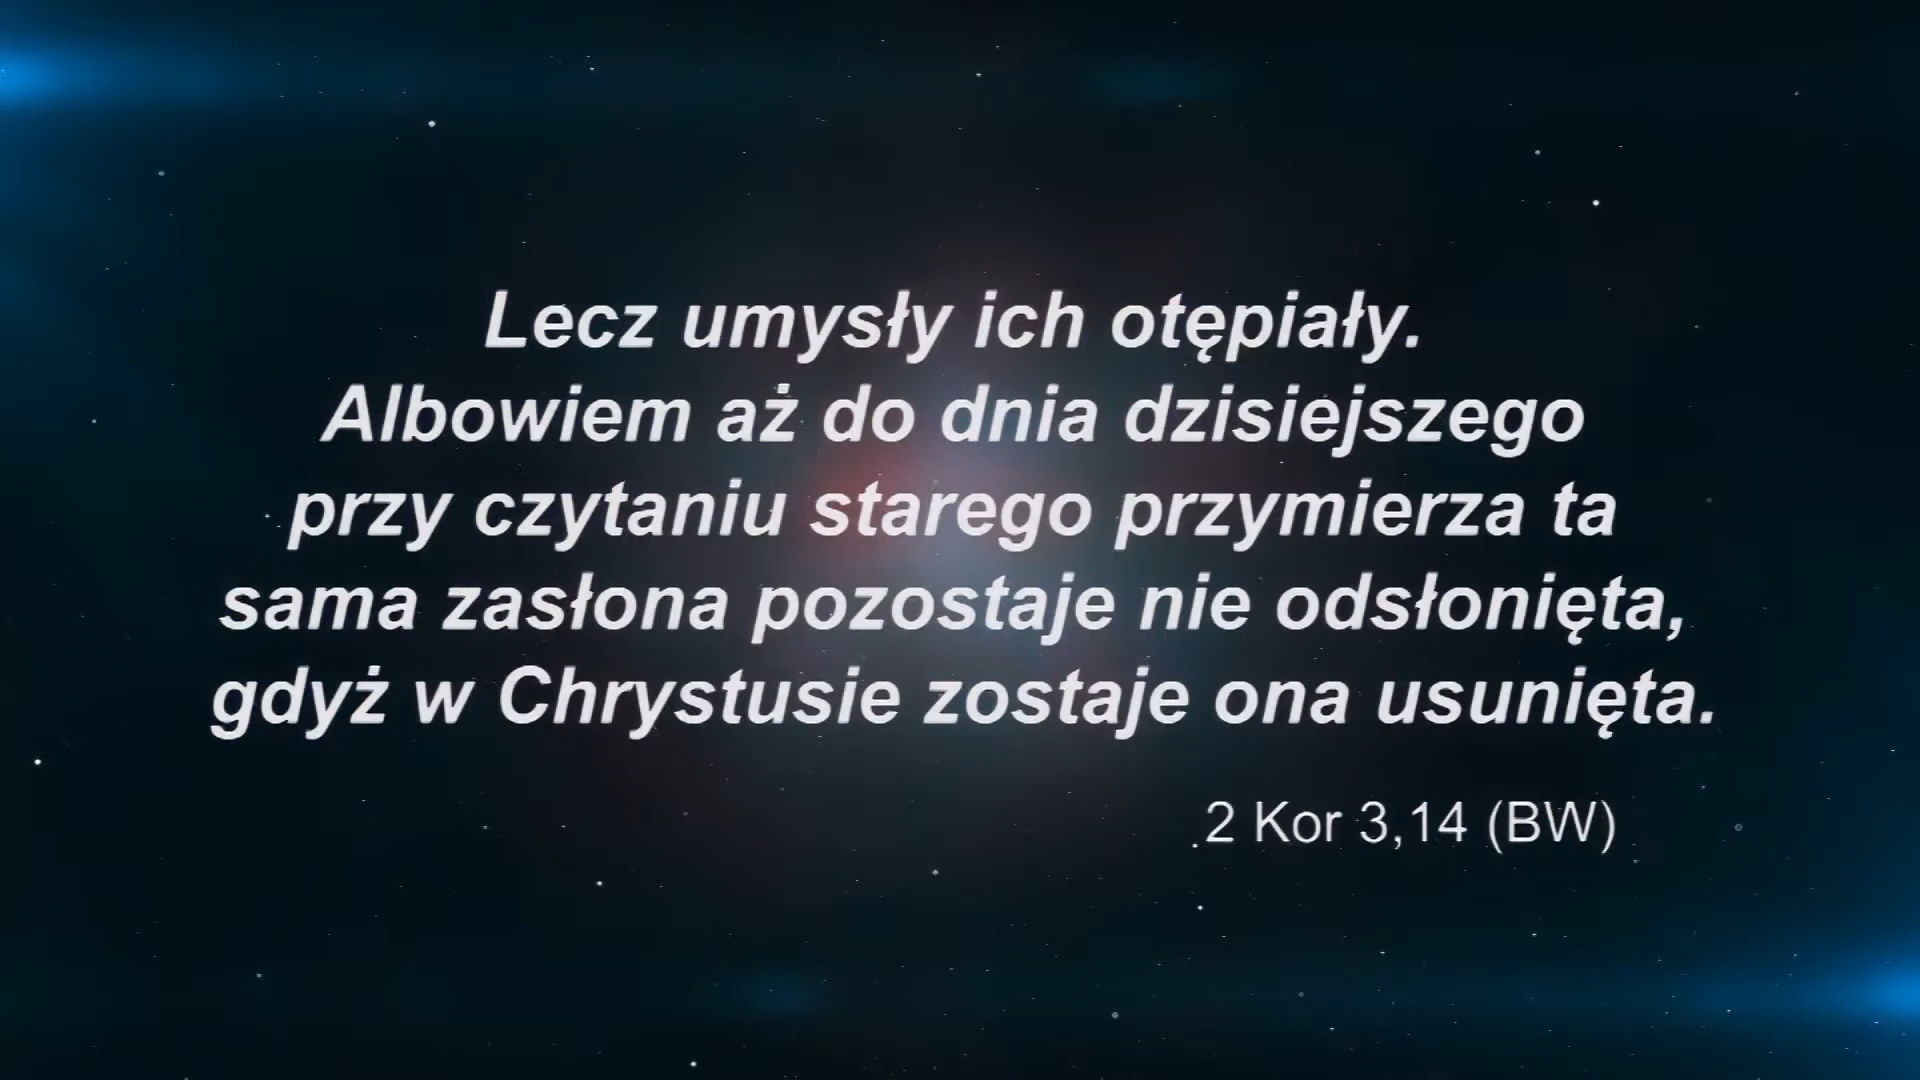 Lecz umysły ich otępiały.
Albowiem aż do dnia dzisiejszego
przy czytaniu starego przymierza ta
sama zasłona pozostaje nie odsłonięta,
gdyż w Chrystusie zostaje ona usunięta.
2 Kor 3,14 (BW)